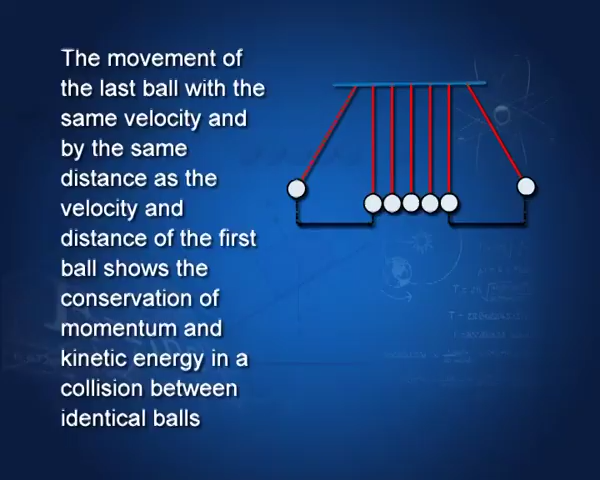 The movement of
the last ball with the
same velocity and
by the same
distance as the
velocity and
distance of the first
ball shows the
conservation of
momentum and
kinetic energy in a
collision between
identical balls